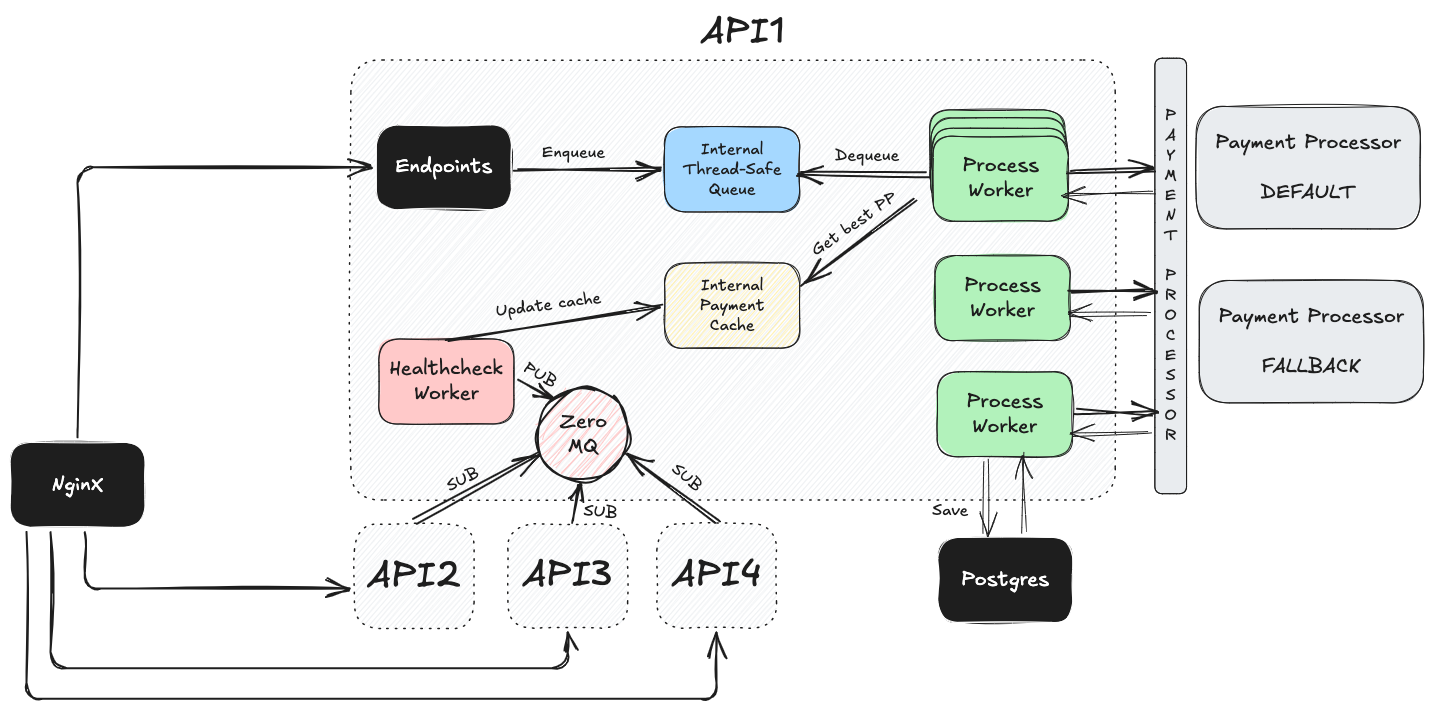 API1
Endpoints
Enqueue
Internal
Thread-Safe
Queue
Dequeue
Process
Worker
Get best PP
Internal
Payment
Cache
Update cache
Healthcheck
Worker
PUB
Zero
MQ
SUB
SUB
SUB
Process
Worker
Process
Worker
PAYMENT PROCESSOR
Payment Processor
DEFAULT
Payment Processor
FALLBACK
NginX
API2
API3
API4
Save
Postgres